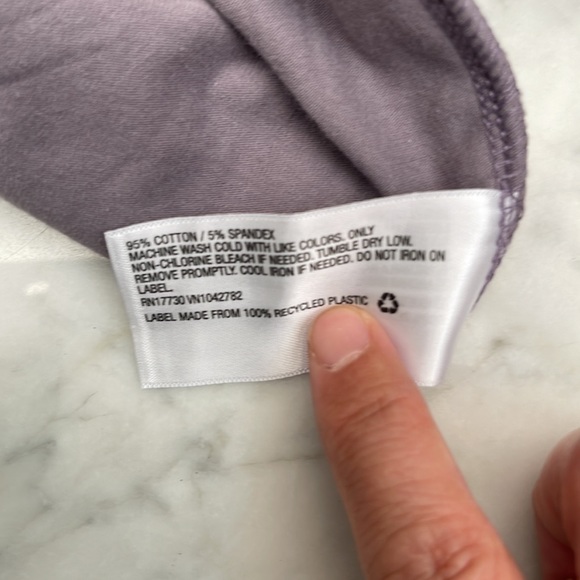 95% COTTON / 5% SPANDEX
MACHINE WASH COLD WITH LIKE COLORS. ONLY
NON-CHLORINE BLEACH IF NEEDED. TUMBLE DRY LOW.
REMOVE PROMPTLY. COOL IRON IF NEEDED. DO NOT IRON ON
LABEL.
RN17730 VN1042782
LABEL MADE FROM 100% RECYCLED PLASTIC